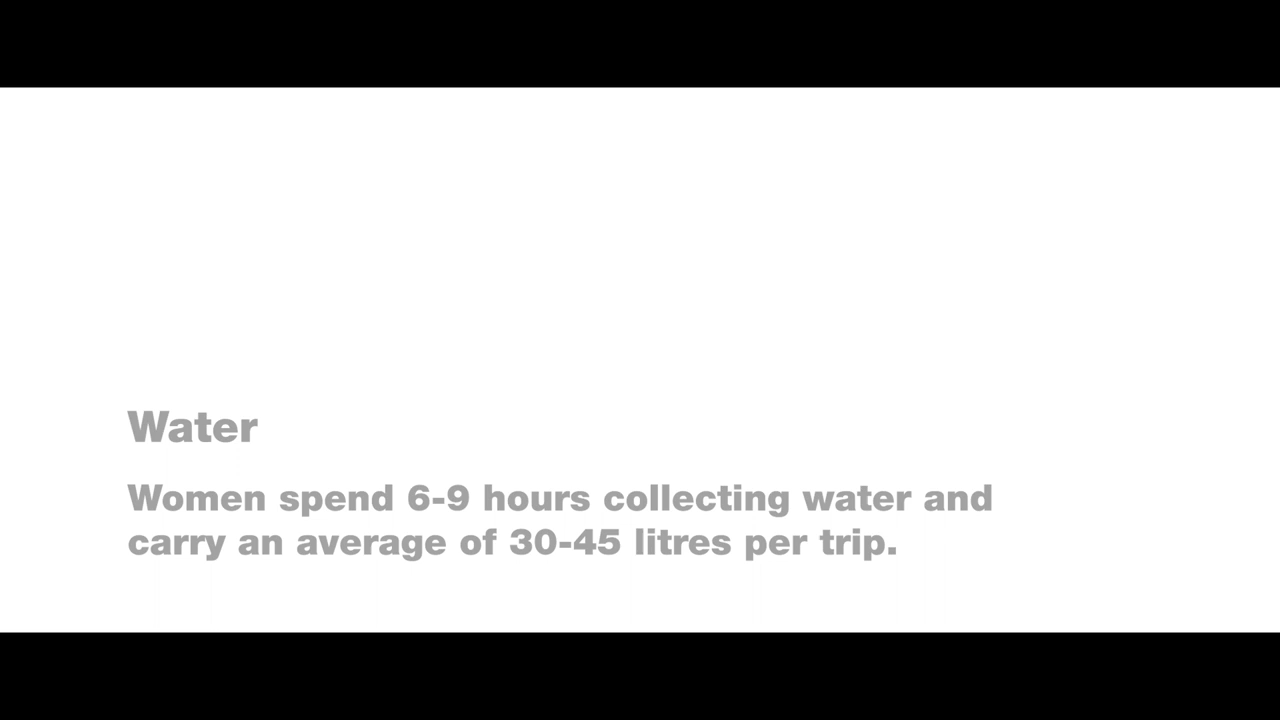 Water
Women spend 6-9 hours collecting water and
carry an average of 30-45 litres per trip.